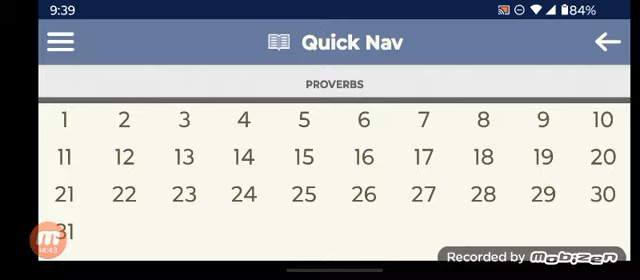 9:39 84%
Quick Nav
PROVERBS
1 2 3 4 5 6 7 8 9 10
11 12 13 14 15 16 17 18 19 20
21 22 23 24 25 26 27 28 29 30
31
14:43
Recorded by Mobizen